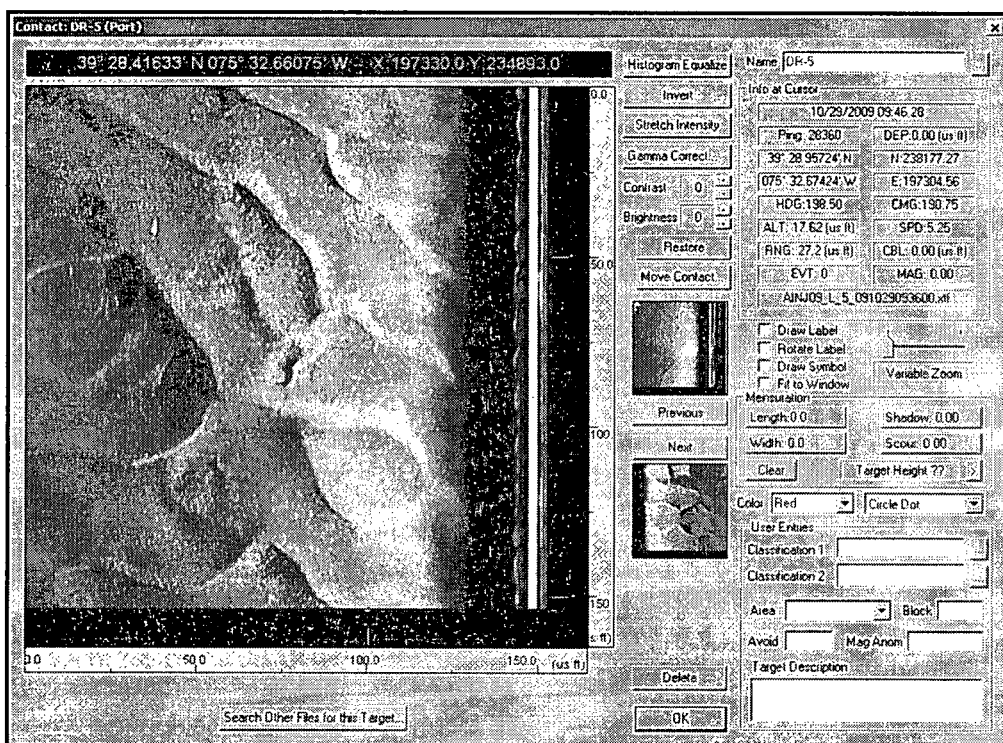 Contact: DR-5 (Port)
39° 28.41633' N 075° 32.66075' W -- X:197330.0 Y:234893.0
0.0
50.0
100.
150.
s ft)
0.0
50.0
100.0
150.0
(us ft)
Search Other Files for this Target...
Histogram Equalize
Invert
Stretch Intensity
Gamma Correct...
Contrast 0
Brightness 0
Restore
Move Contact
Previous
Next
Delete
OK
Name DR-5
Info at Cursor
10/29/2009 09:46:28
Ping: 28360 DEP:0.00 (us ft)
39° 28.95724' N N:238177.27
075° 32.67424' W E:197304.56
HDG:198.50 CMG:190.75
ALT: 17.62 (us ft) SPD:5.25
RNG: 27.2 (us ft) CBL: 0.00 (us ft)
EVT: 0 MAG: 0.00
AINJ09_L_5_091029093600.xtf
Draw Label
Rotate Label
Draw Symbol
Fit to Window
Variable Zoom
Mensuration
Length:0.0 Shadow: 0.00
Width: 0.0 Scour: 0.00
Clear Target Height ?? >
Color Red Circle Dot
User Entries
Classification 1
Classification 2
Area Block
Avoid Mag Anom
Target Description